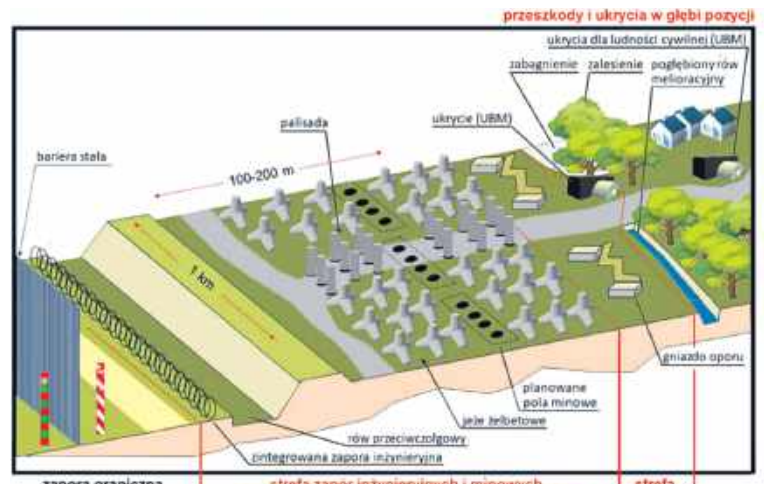 przeszkody i ukrycia w głębi pozycji
ukrycia dla ludności cywilnej (UBM)
zabagnienie
zalesienie
pogłębiony rów
melioracyjny
ukrycie (UBM)
palisada
bariera stała
100-200 m
1 km
gniazdo oporu
planowane
pola minowe
jeże żelbetowe
rów przeciwczołgowy
zintegrowana zapora inżynieryjna
zapora graniczna
strefa zapór inżynieryjnych i minowych
strefa